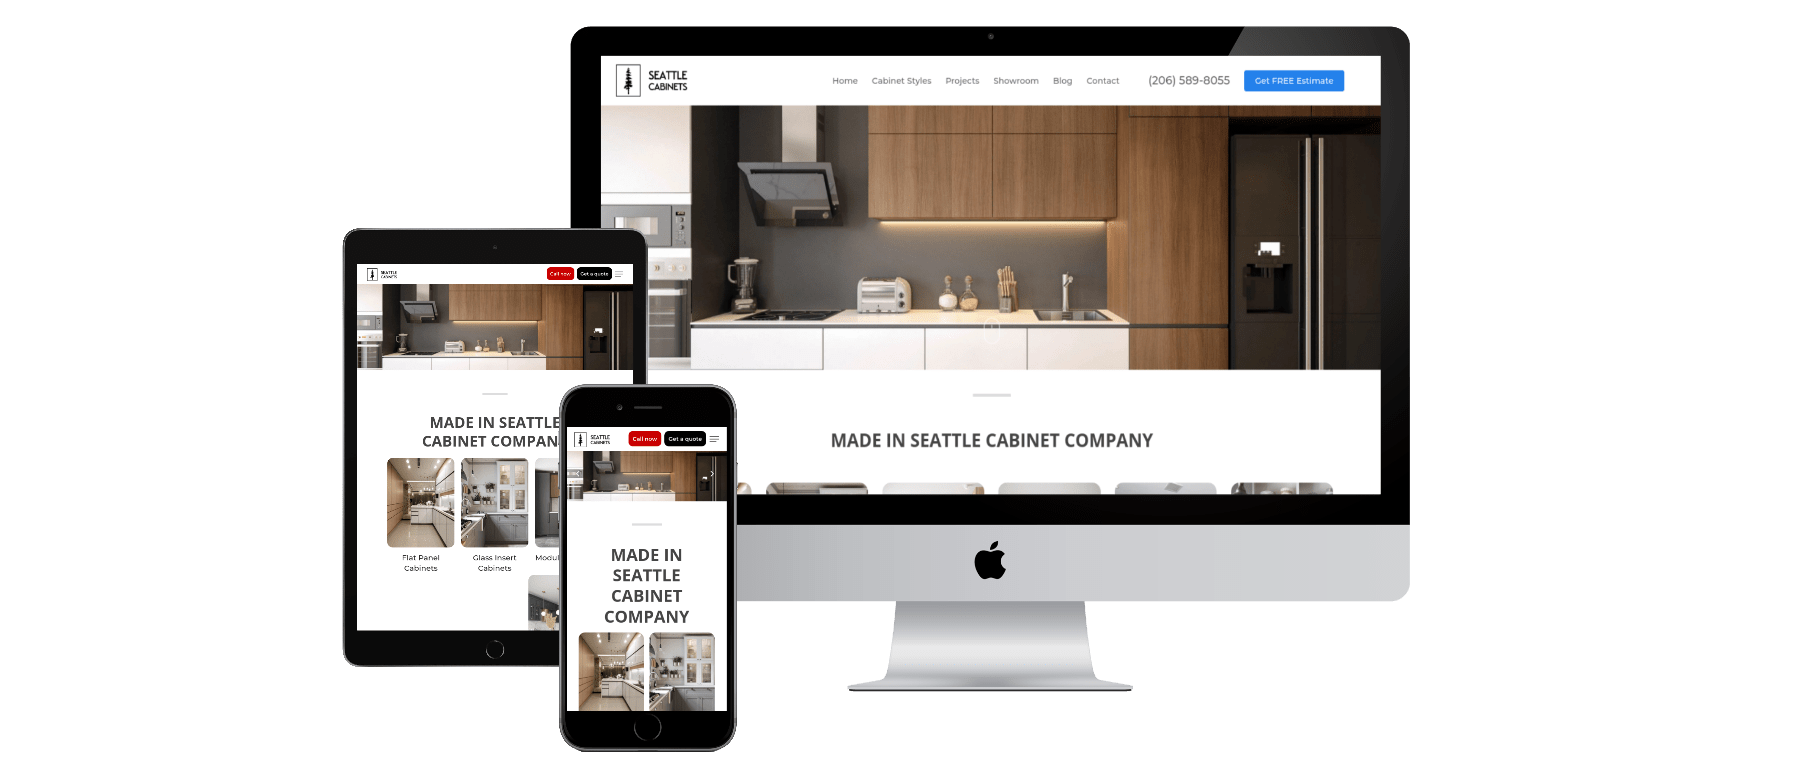 SEATTLE
CABINETS
Home Cabinet Styles Projects Showroom Blog Contact (206) 589-8055 Get FREE Estimate
MADE IN SEATTLE CABINET COMPANY
SEATTLE
CABINETS
Call now Get a quote
MADE IN SEATTLE
CABINET COMPAN
Flat Panel
Cabinets
Glass Insert
Cabinets
Modul
SEATTLE
CABINETS
Call now Get a quote
MADE IN
SEATTLE
CABINET
COMPANY